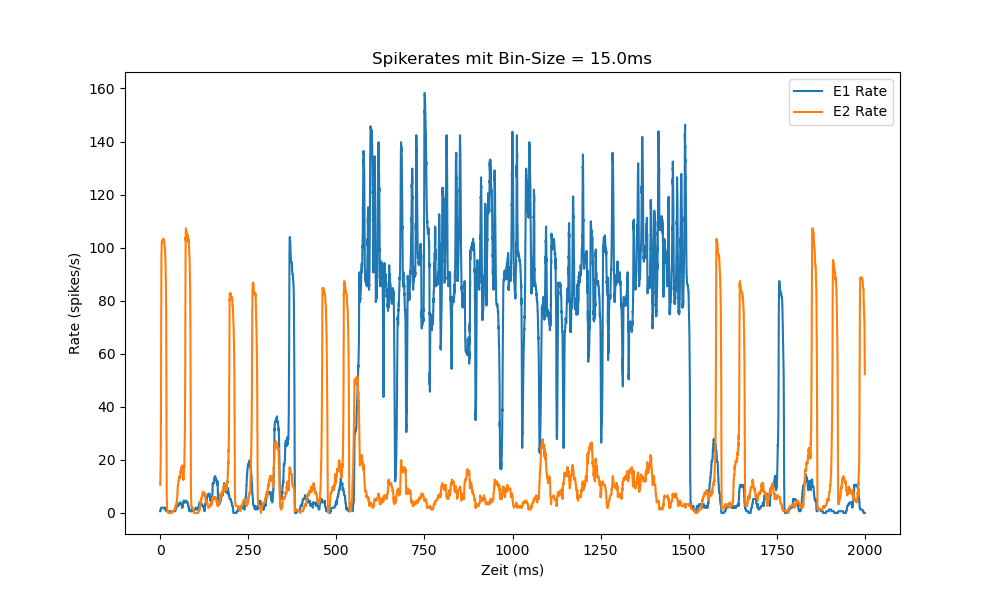 Spikerates mit Bin-Size = 15.0ms
E1 Rate
E2 Rate
Rate (spikes/s)
160
140
120
100
80
60
40
20
0
0 250 500 750 1000 1250 1500 1750 2000
Zeit (ms)